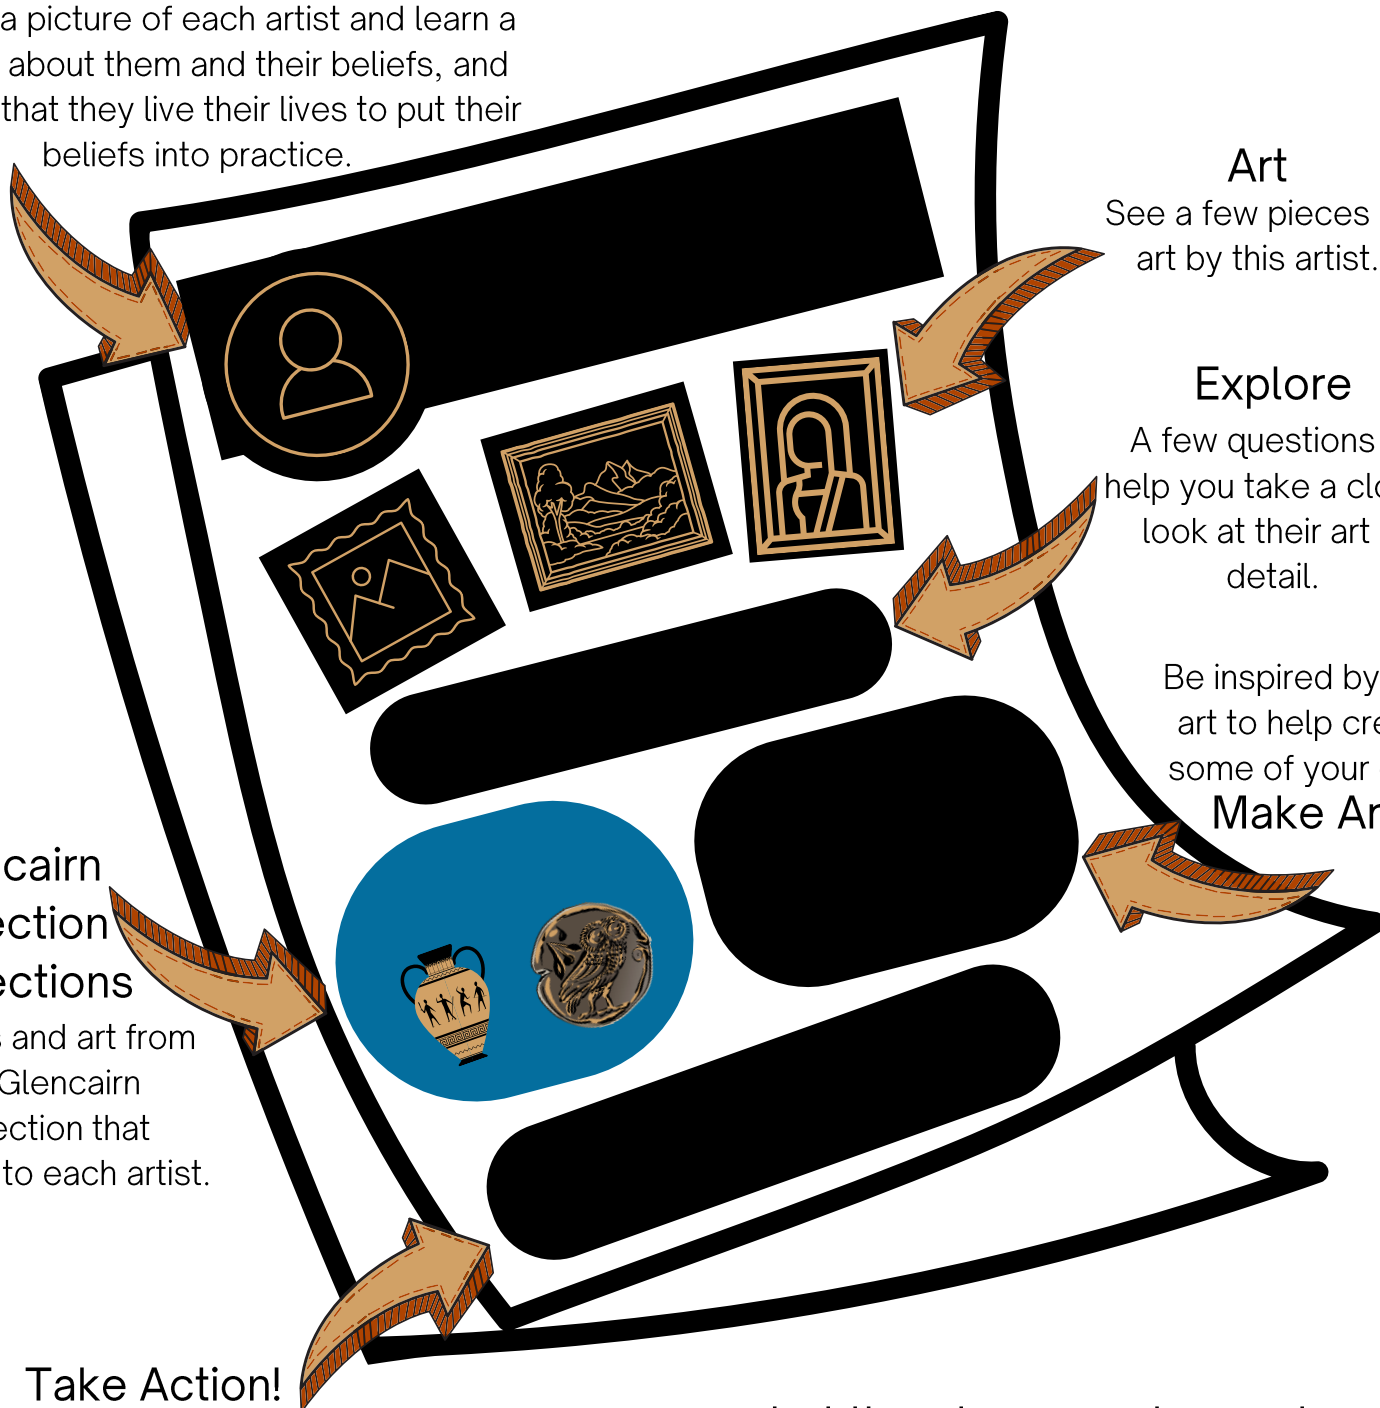 a picture of each artist and learn a
about them and their beliefs, and
that they live their lives to put their
beliefs into practice.
Art
See a few pieces
art by this artist.
Explore
A few questions
help you take a clo
look at their art
detail.
Be inspired by
art to help cre
some of your
Make Ar
cairn
ection
ections
s and art from
Glencairn
ection that
to each artist.
Take Action!